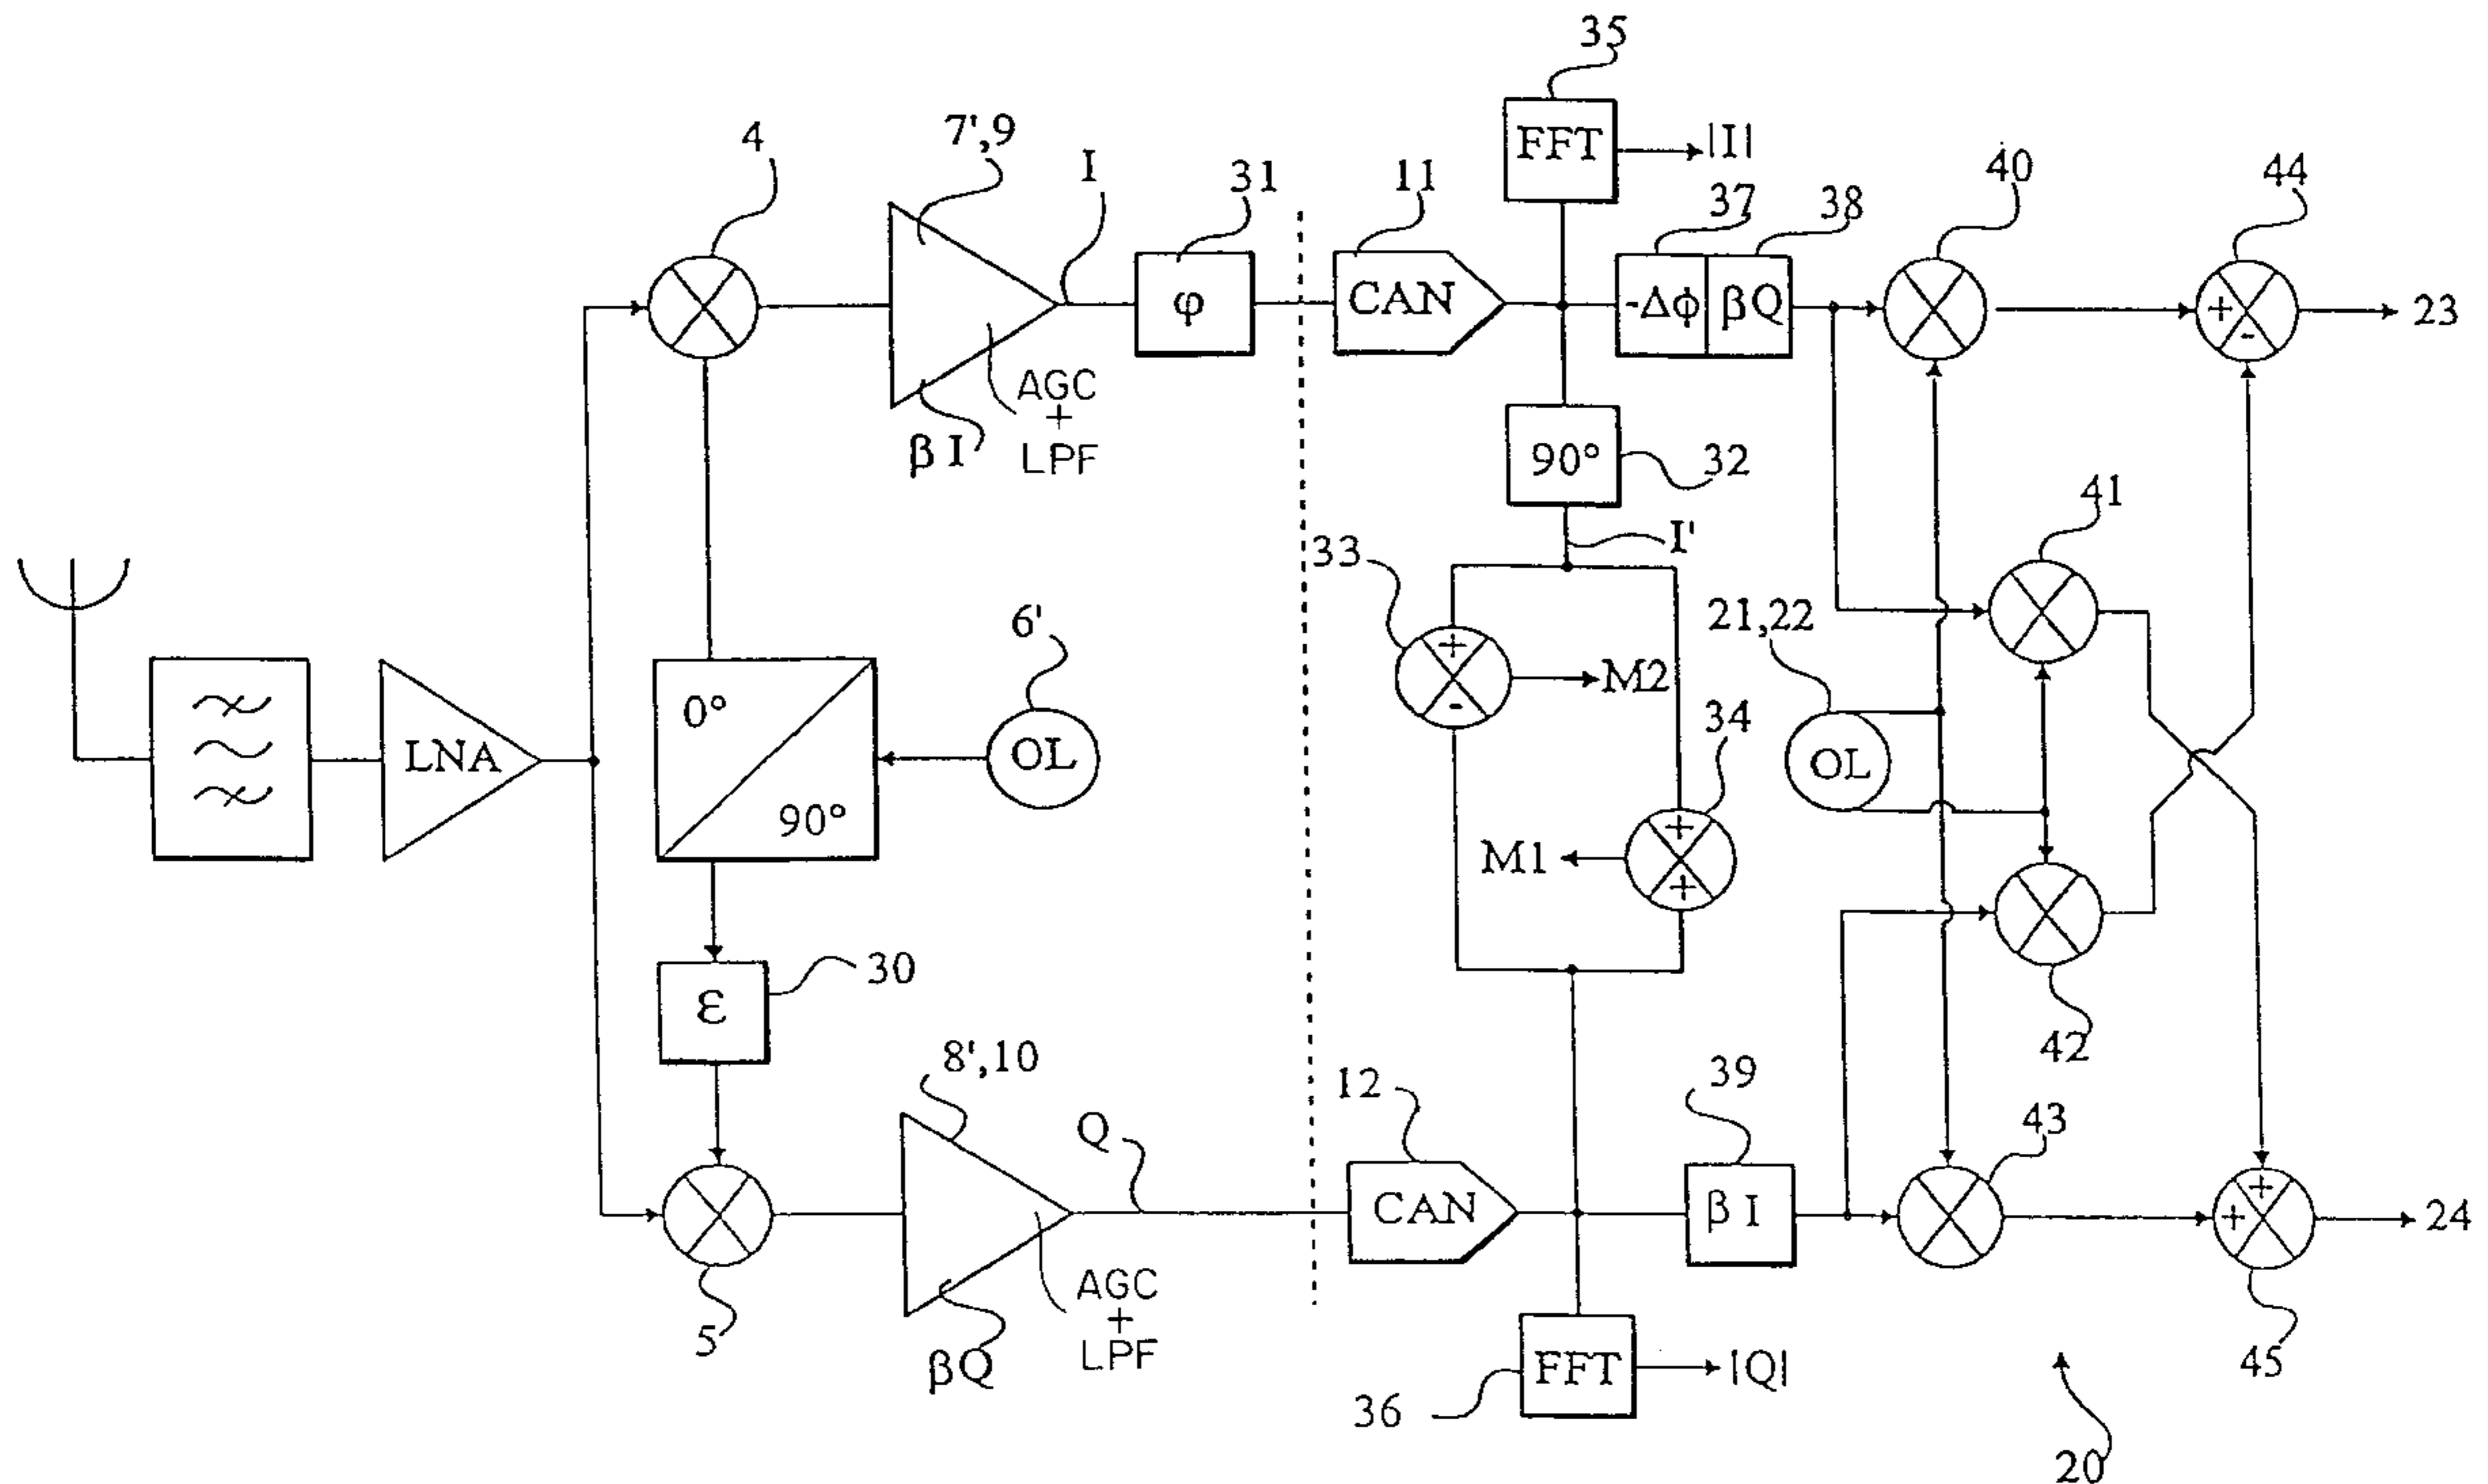 35
4
7',9
I
31
11
FFT
|I|
37
38
40
44
φ
CAN
-Δϕ
βQ
+
-
23
AGC
+
LPF
βI
90°
32
I'
33
41
6'
21,22
+
-
M2
0°
90°
OL
LNA
34
OL
M1
+
+
ε
30
42
8',10
Q
12
39
43
CAN
βI
+
+
24
5
AGC
+
LPF
βQ
FFT
|Q|
36
45
20